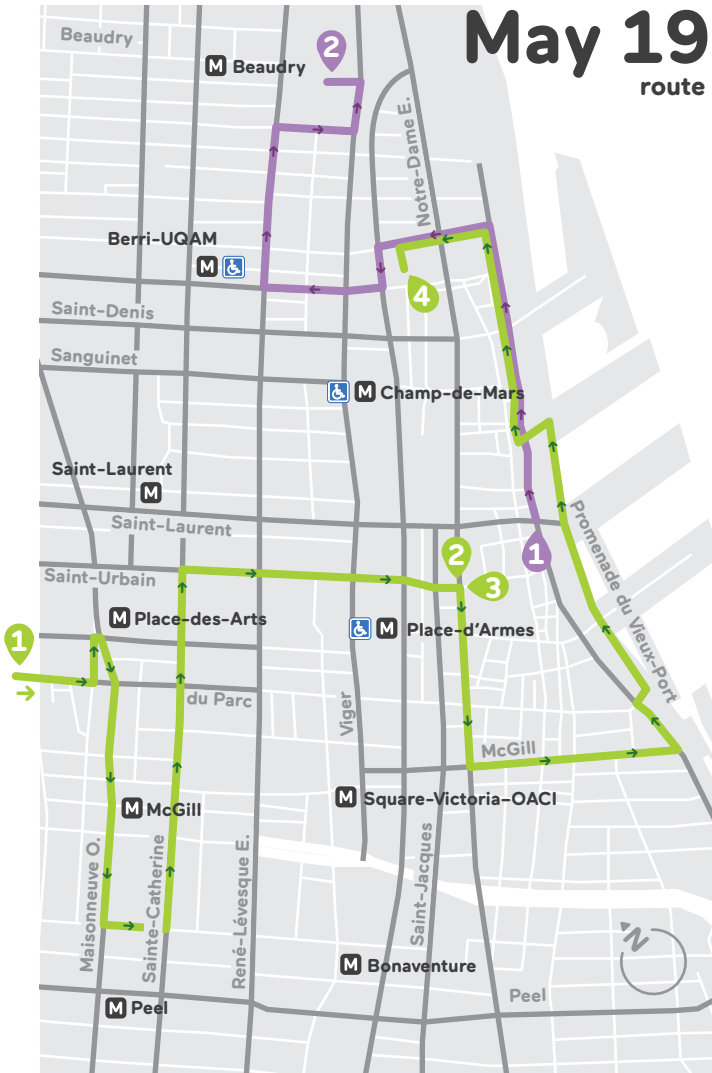 May 19
route
Beaudry
M Beaudry
2
Notre-Dame E.
Berri-UQAM
M
4
Saint-Denis
Sanguinet
M Champ-de-Mars
Saint-Laurent
M
Saint-Laurent
1
2
3
Promenade du Vieux-Port
Saint-Urbain
M Place-des-Arts
M Place-d'Armes
1
du Parc
Viger
McGill
M McGill
M Square-Victoria-OACI
Maisonneuve O.
Sainte-Catherine
René-Lévesque E.
Saint-Jacques
N
M Bonaventure
M Peel
Peel